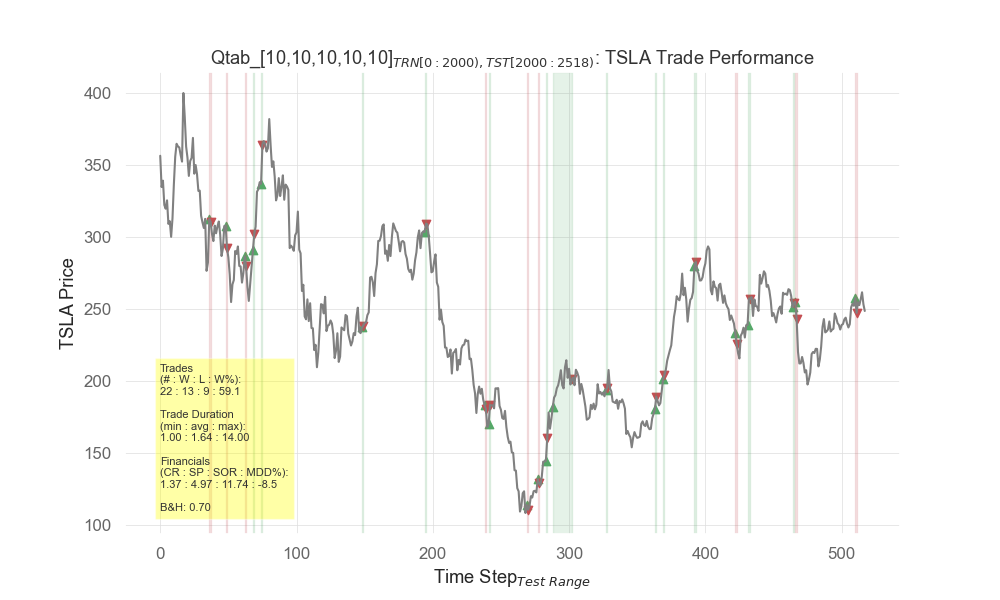 Qtab_[10,10,10,10,10]TRN[0 : 2000), TST[2000 : 2518): TSLA Trade Performance
400
350
300
250
200
150
100
TSLA Price
Trades
(# : W : L : W%):
22 : 13 : 9 : 59.1
Trade Duration
(min : avg : max):
1.00 : 1.64 : 14.00
Financials
(CR : SP : SOR : MDD%):
1.37 : 4.97 : 11.74 : -8.5
B&H: 0.70
0 100 200 300 400 500
Time StepTest Range